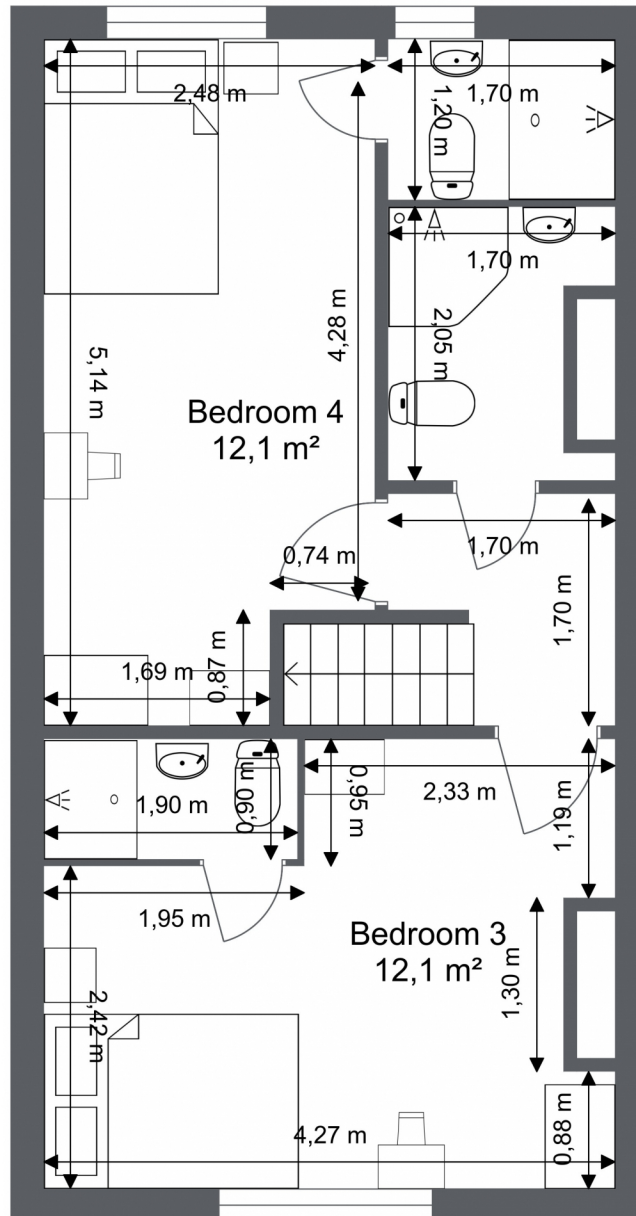 2,48 m
1,20 m
1,70 m
1,70 m
4,28 m
2,05 m
5,14 m
Bedroom 4
12,1 m²
1,70 m
0,74 m
1,70 m
0,87 m
1,69 m
0,95 m
2,33 m
1,90 m
0,90 m
1,19 m
1,95 m
Bedroom 3
12,1 m²
1,30 m
2,42 m
4,27 m
0,88 m